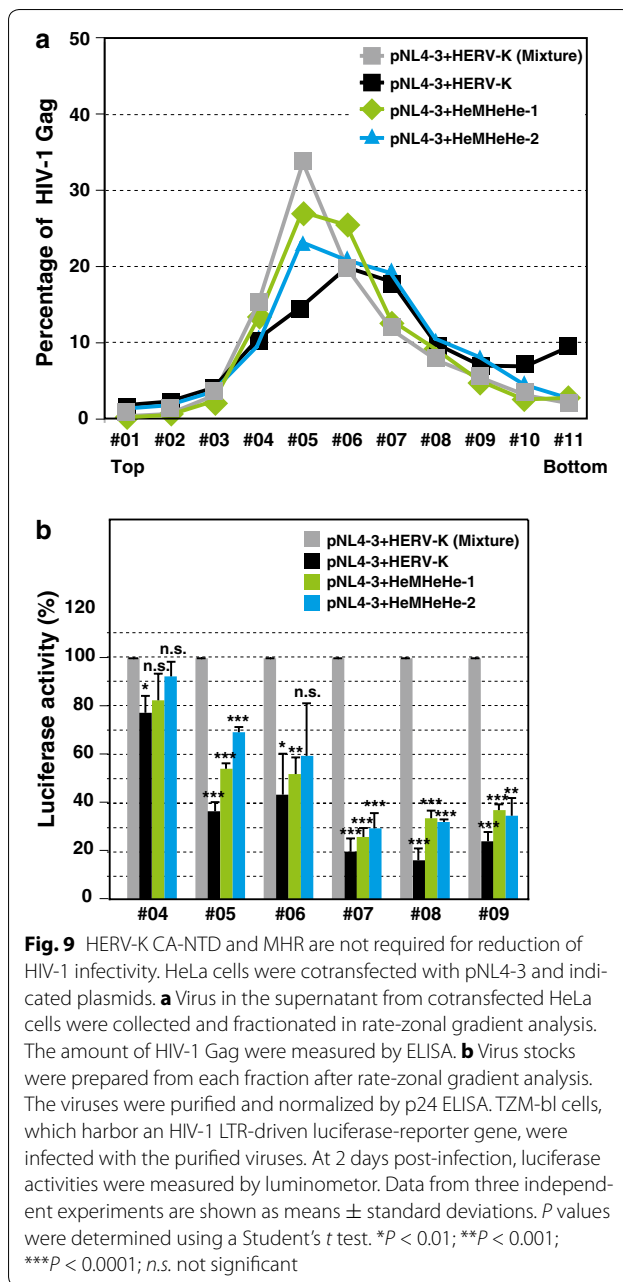 a
50
40
30
20
10
0
Percentage of HIV-1 Gag
pNL4-3+HERV-K (Mixture)
pNL4-3+HERV-K
pNL4-3+HeMHeHe-1
pNL4-3+HeMHeHe-2
#01 #02 #03 #04 #05 #06 #07 #08 #09 #10 #11
Top Bottom
b
pNL4-3+HERV-K (Mixture)
pNL4-3+HERV-K
pNL4-3+HeMHeHe-1
pNL4-3+HeMHeHe-2
120
100
80
60
40
20
0
Luciferase activity (%)
* n.s. n.s.
*** *** ***
* ** n.s.
*** *** ***
*** *** ***
*** *** **
#04 #05 #06 #07 #08 #09
Fig. 9 HERV-K CA-NTD and MHR are not required for reduction of
HIV-1 infectivity. HeLa cells were cotransfected with pNL4-3 and indi-
cated plasmids. a Virus in the supernatant from cotransfected HeLa
cells were collected and fractionated in rate-zonal gradient analysis.
The amount of HIV-1 Gag were measured by ELISA. b Virus stocks
were prepared from each fraction after rate-zonal gradient analysis.
The viruses were purified and normalized by p24 ELISA. TZM-bl cells,
which harbor an HIV-1 LTR-driven luciferase-reporter gene, were
infected with the purified viruses. At 2 days post-infection, luciferase
activities were measured by luminometor. Data from three independ-
ent experiments are shown as means ± standard deviations. P values
were determined using a Student's t test. *P < 0.01; **P < 0.001;
***P < 0.0001; n.s. not significant